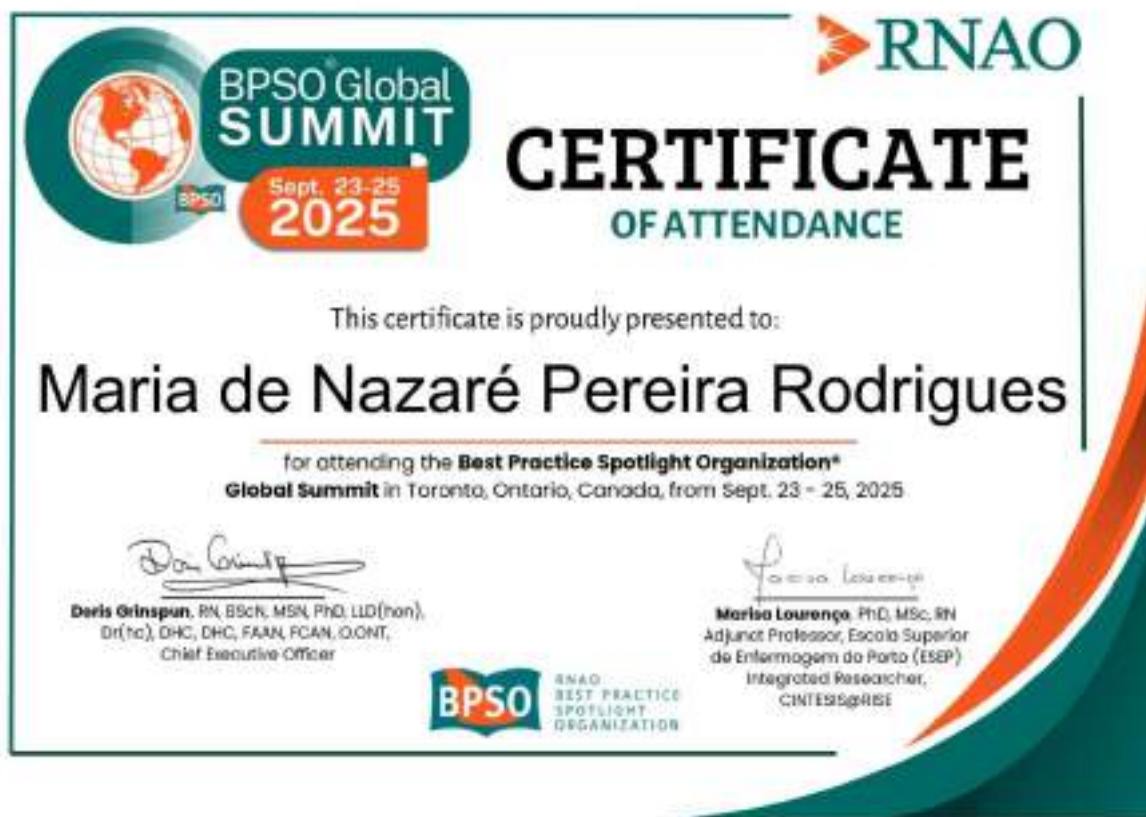 RNAO
BPSO® Global
SUMMIT
BPSO
Sept. 23-25
2025
CERTIFICATE
OF ATTENDANCE
This certificate is proudly presented to:
Maria de Nazaré Pereira Rodrigues
for attending the Best Practice Spotlight Organization®
Global Summit in Toronto, Ontario, Canada, from Sept. 23 - 25, 2025
Doris Grinspun, RN, BScN, MSN, PhD, LLD(hon),
Dr(hc), DHC, DHC, FAAN, FCAN, O.ONT,
Chief Executive Officer
Marisa Lourenço, PhD, MSc, RN
Adjunct Professor, Escola Superior
de Enfermagem do Porto (ESEP)
Integrated Researcher,
CINTESIS@RISE
BPSO
RNAO
BEST PRACTICE
SPOTLIGHT
ORGANIZATION